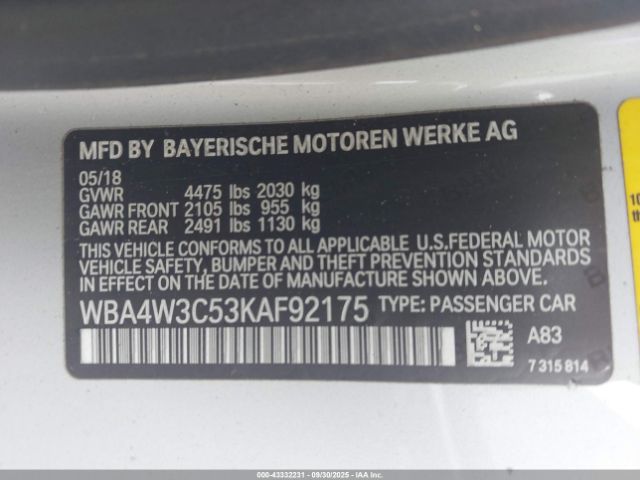 MFD BY BAYERISCHE MOTOREN WERKE AG
05/18
GVWR 4475 lbs 2030 kg
GAWR FRONT 2105 lbs 955 kg
GAWR REAR 2491 lbs 1130 kg
THIS VEHICLE CONFORMS TO ALL APPLICABLE U.S.FEDERAL MOTOR
VEHICLE SAFETY, BUMPER AND THEFT PREVENTION STANDARDS
IN EFFECT ON THE DATE OF MANUFACTURE SHOWN ABOVE.
WBA4W3C53KAF92175 TYPE: PASSENGER CAR
A83
7 315 814
10
th
000-43332231 - 09/30/2025 - IAA Inc.